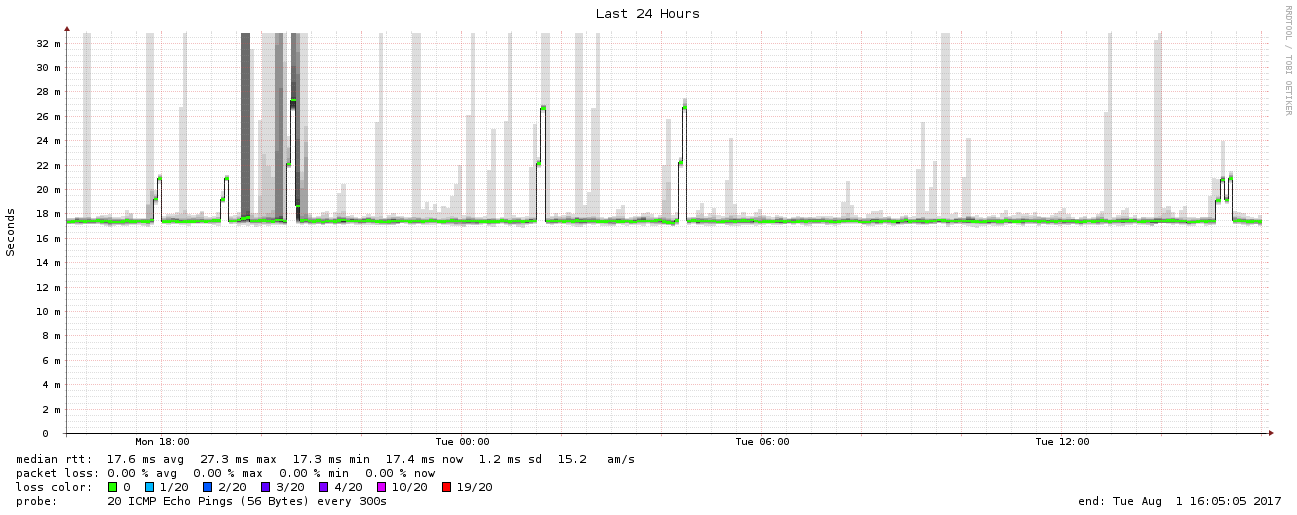 Last 24 Hours
RRDTOOL / TOBI OETIKER
Seconds
32 m
30 m
28 m
26 m
24 m
22 m
20 m
18 m
16 m
14 m
12 m
10 m
8 m
6 m
4 m
2 m
0
Mon 18:00 Tue 00:00 Tue 06:00 Tue 12:00
median rtt: 17.6 ms avg 27.3 ms max 17.3 ms min 17.4 ms now 1.2 ms sd 15.2 am/s
packet loss: 0.00 % avg 0.00 % max 0.00 % min 0.00 % now
loss color: 0 1/20 2/20 3/20 4/20 10/20 19/20
probe: 20 ICMP Echo Pings (56 Bytes) every 300s end: Tue Aug 1 16:05:05 2017